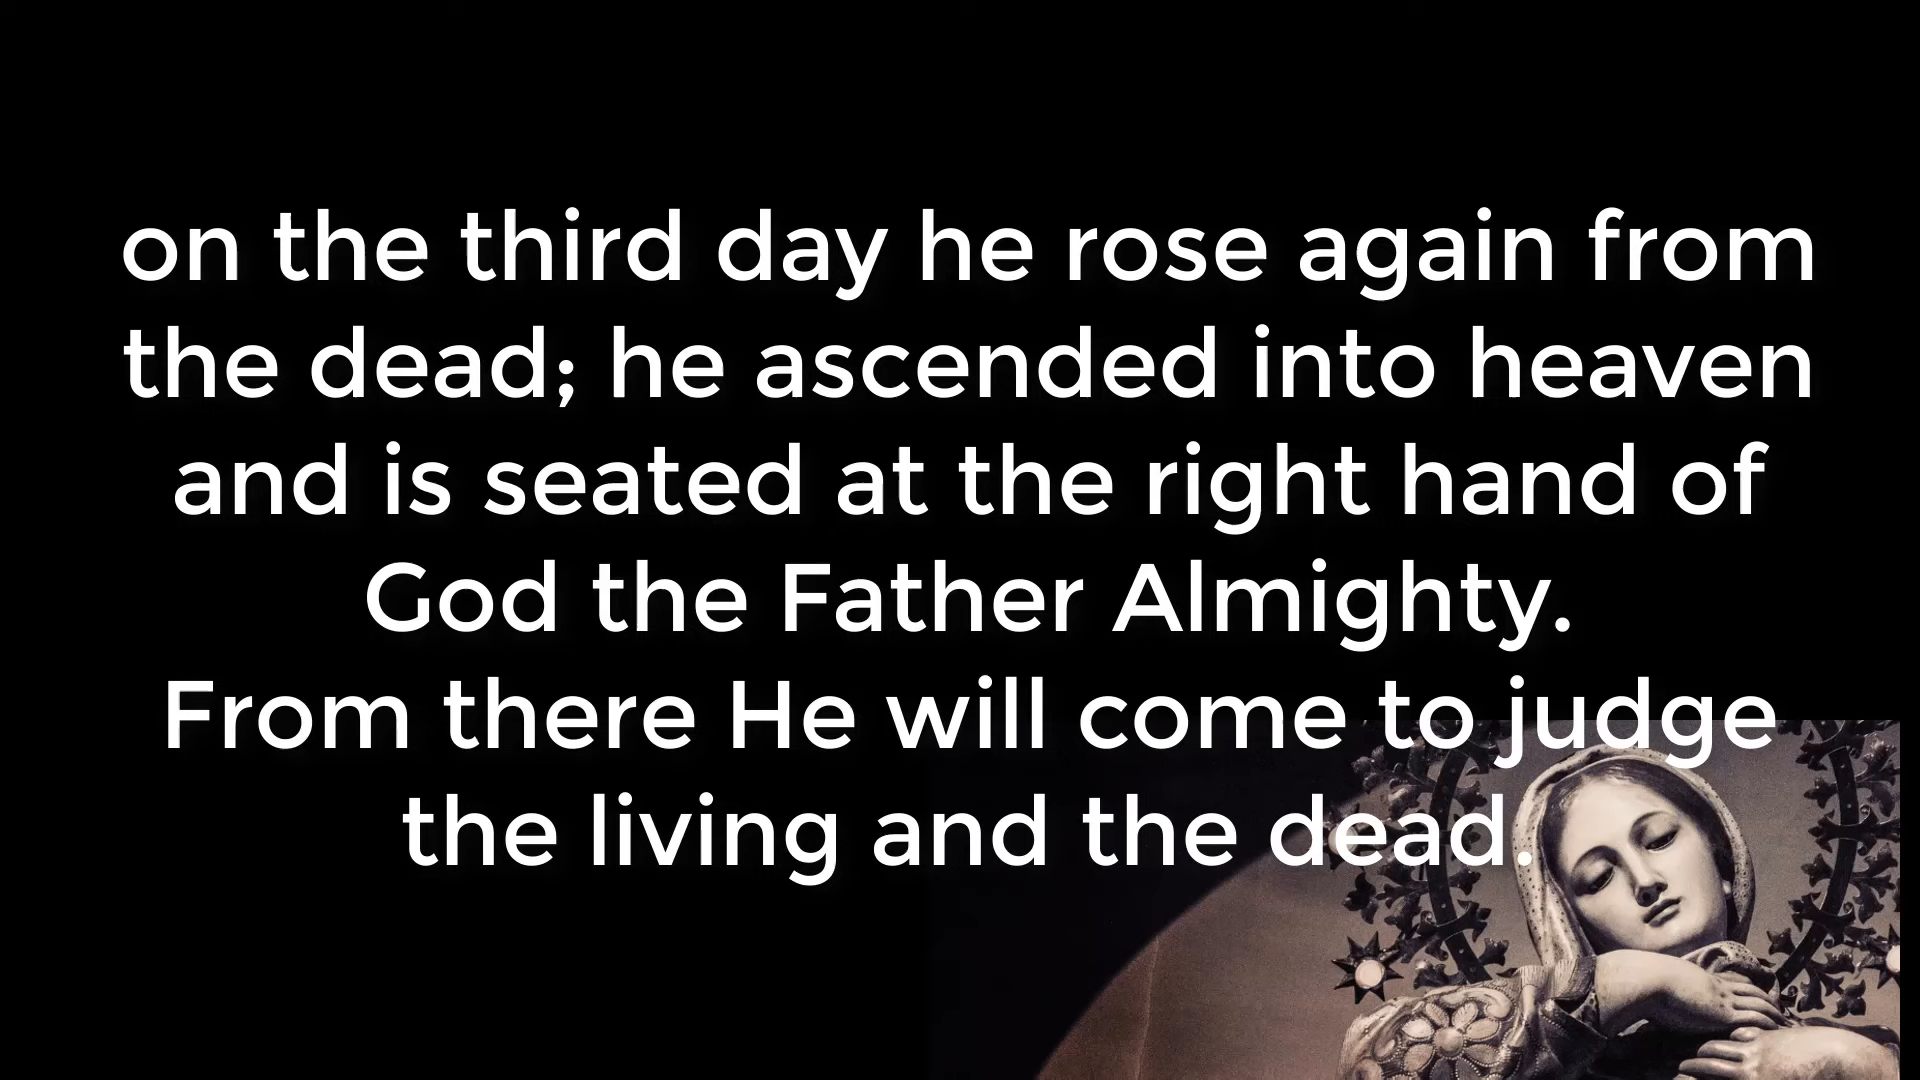 on the third day he rose again from
the dead; he ascended into heaven
and is seated at the right hand of
God the Father Almighty.
From there He will come to judge
the living and the dead.